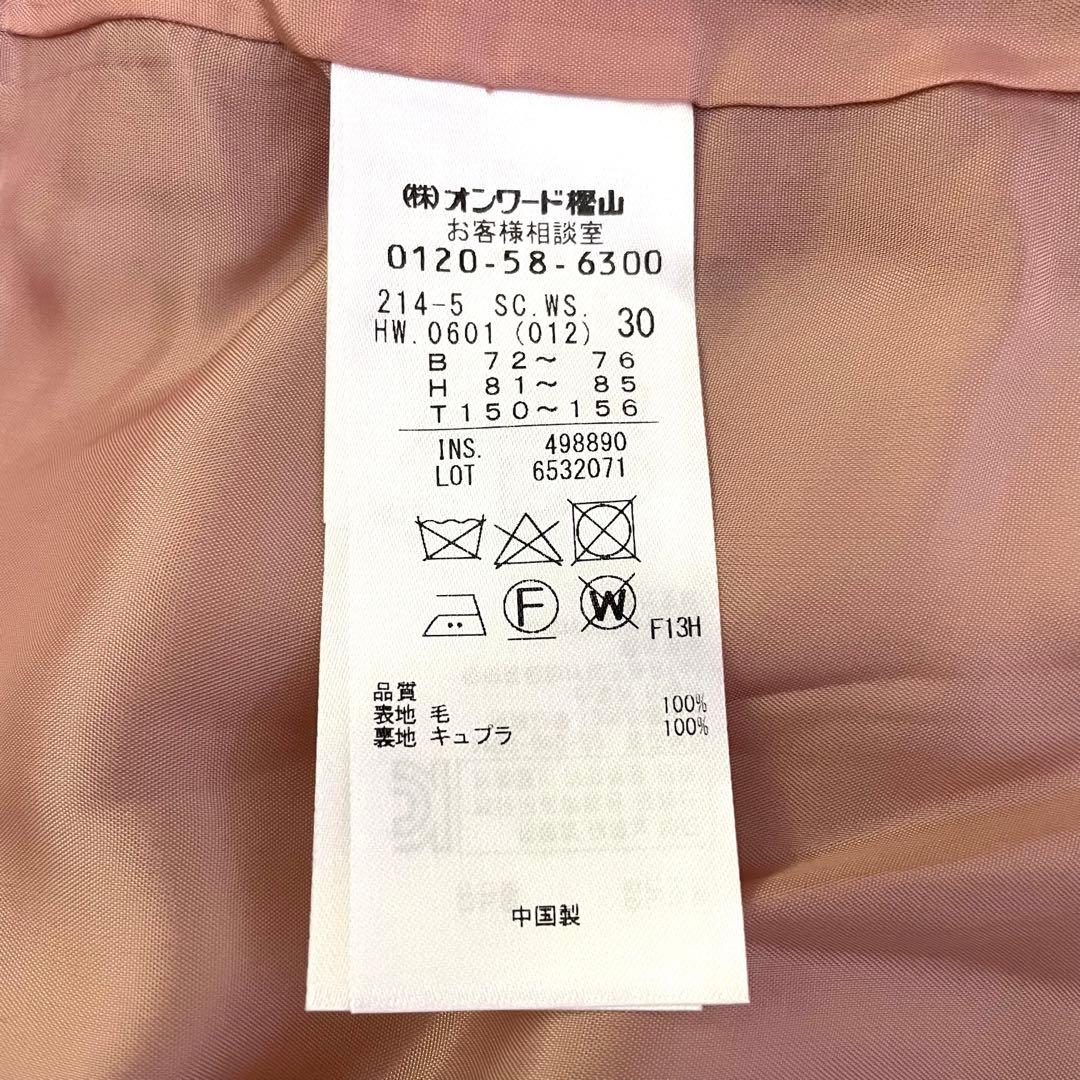 (株)オンワード樫山
お客様相談室
0120-58-6300
214-5 SC.WS.
HW.0601(012) 30
B 72～ 76
H 81～ 85
T150～156
INS. 498890
LOT 6532071
F W
F13H
品質
表地 毛 100%
裏地 キュプラ 100%
中国製